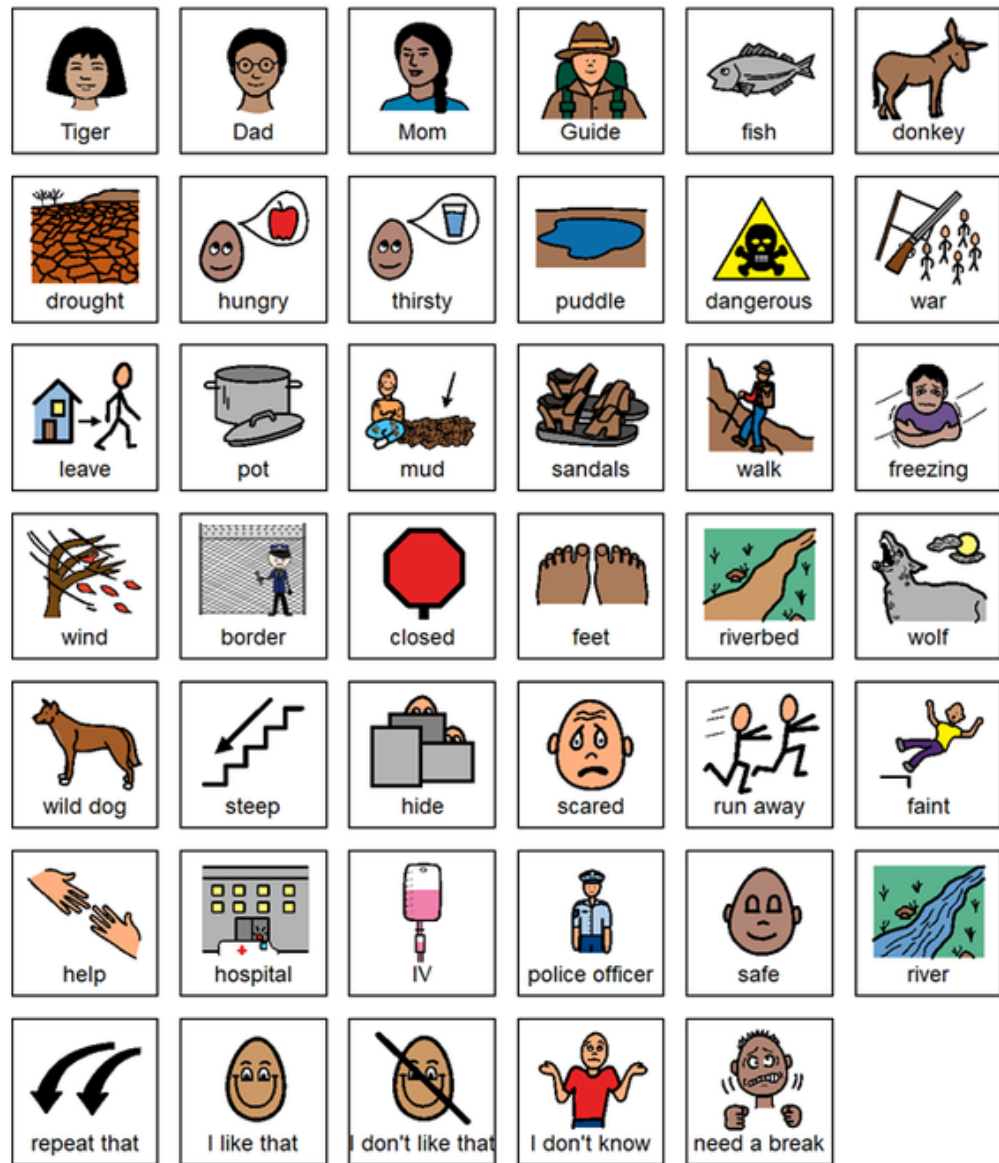 Tiger
Dad
Mom
Guide
fish
donkey
drought
hungry
thirsty
puddle
dangerous
war
leave
pot
mud
sandals
walk
freezing
wind
border
closed
feet
riverbed
wolf
wild dog
steep
hide
scared
run away
faint
help
hospital
IV
police officer
safe
river
repeat that
I like that
I don't like that
I don't know
need a break